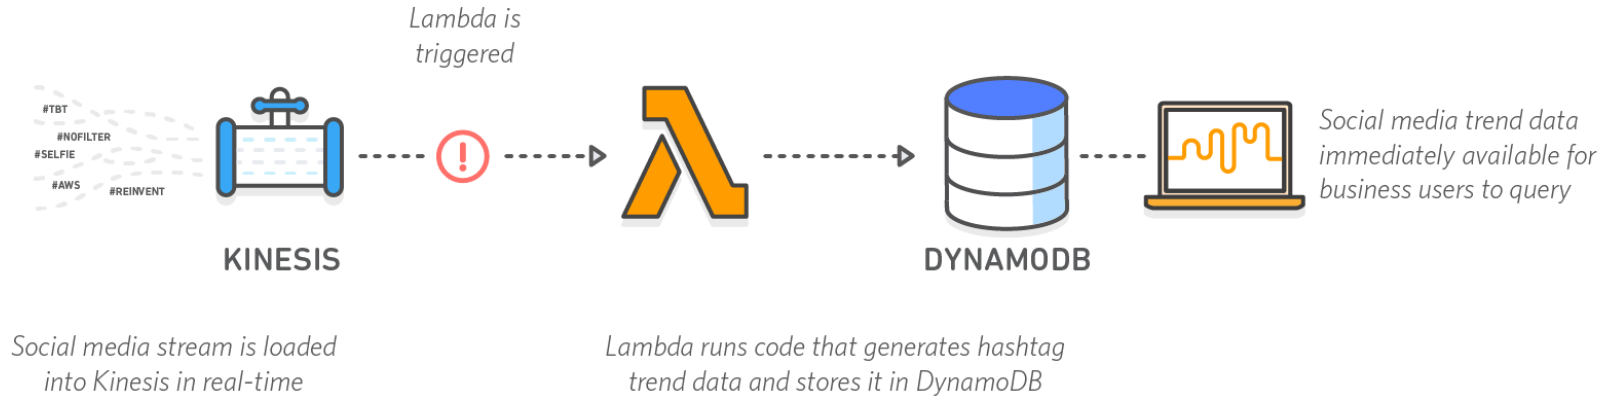 Lambda is
triggered
#TBT
#NOFILTER
#SELFIE
#AWS
#REINVENT
Social media trend data
immediately available for
business users to query
KINESIS
DYNAMODB
Social media stream is loaded
into Kinesis in real-time
Lambda runs code that generates hashtag
trend data and stores it in DynamoDB